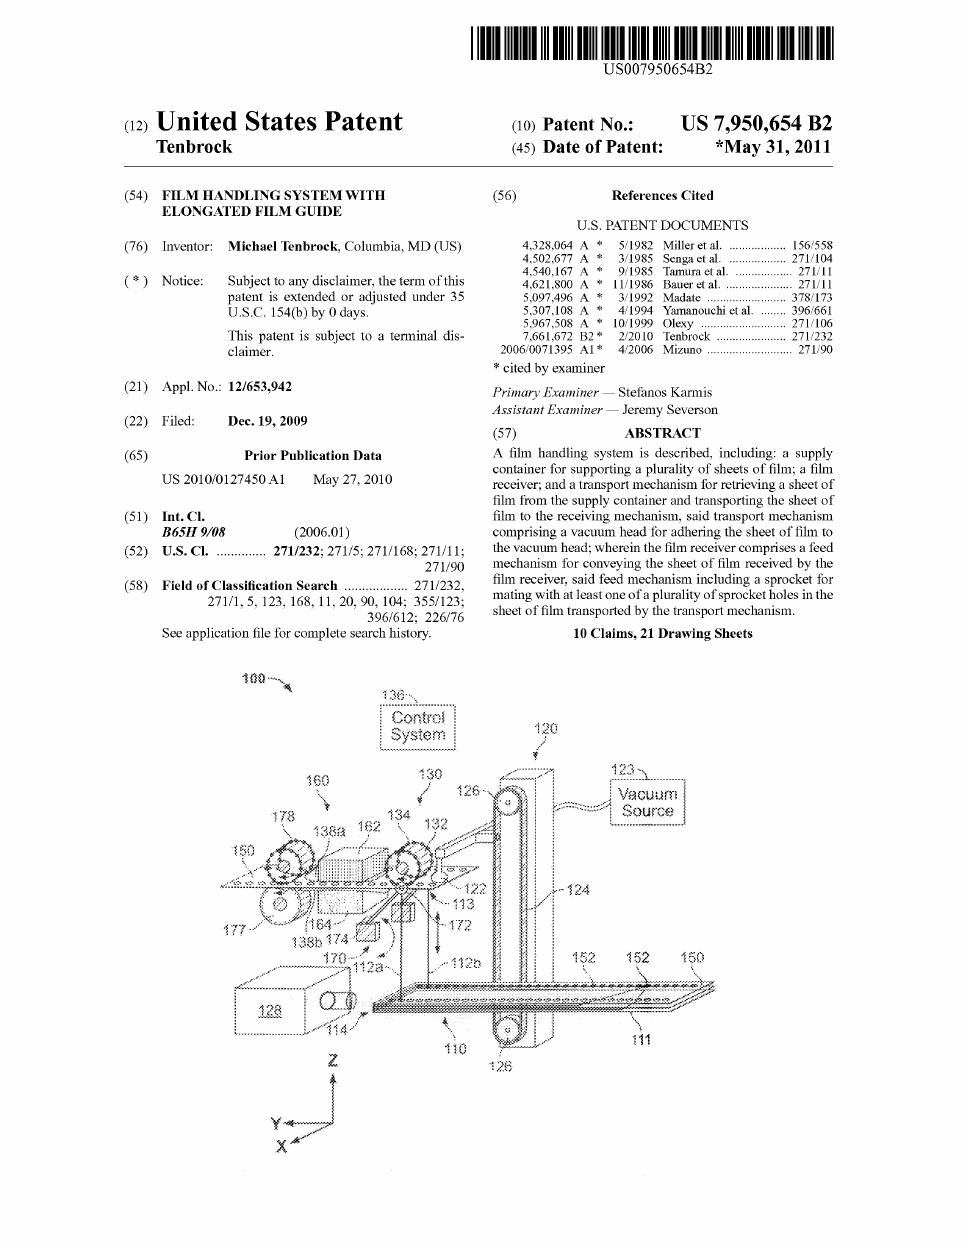 US007950654B2
(12) United States Patent
Tenbrock
(10) Patent No.: US 7,950,654 B2
(45) Date of Patent: *May 31, 2011
(54) FILM HANDLING SYSTEM WITH
ELONGATED FILM GUIDE
(76) Inventor: Michael Tenbrock, Columbia, MD (US)
( * ) Notice: Subject to any disclaimer, the term of this
patent is extended or adjusted under 35
U.S.C. 154(b) by 0 days.
This patent is subject to a terminal dis-
claimer.
(21) Appl. No.: 12/653,942
(22) Filed: Dec. 19, 2009
(65) Prior Publication Data
US 2010/0127450 A1 May 27, 2010
(51) Int. Cl.
B65H 9/08 (2006.01)
(52) U.S. Cl. .............. 271/232; 271/5; 271/168; 271/11;
271/90
(58) Field of Classification Search .................. 271/232,
271/1, 5, 123, 168, 11, 20, 90, 104; 355/123;
396/612; 226/76
See application file for complete search history.
(56) References Cited
U.S. PATENT DOCUMENTS
4,328,064 A * 5/1982 Miller et al. .................. 156/558
4,502,677 A * 3/1985 Senga et al. .................. 271/104
4,540,167 A * 9/1985 Tamura et al. .................. 271/11
4,621,800 A * 11/1986 Bauer et al. ..................... 271/11
5,097,496 A * 3/1992 Madate ......................... 378/173
5,307,108 A * 4/1994 Yamanouchi et al. ........ 396/661
5,967,508 A * 10/1999 Olexy ........................... 271/106
7,661,672 B2 * 2/2010 Tenbrock ...................... 271/232
2006/0071395 A1 * 4/2006 Mizuno ........................... 271/90
* cited by examiner
Primary Examiner — Stefanos Karmis
Assistant Examiner — Jeremy Severson
(57) ABSTRACT
A film handling system is described, including: a supply
container for supporting a plurality of sheets of film; a film
receiver; and a transport mechanism for retrieving a sheet of
film from the supply container and transporting the sheet of
film to the receiving mechanism, said transport mechanism
comprising a vacuum head for adhering the sheet of film to
the vacuum head; wherein the film receiver comprises a feed
mechanism for conveying the sheet of film received by the
film receiver, said feed mechanism including a sprocket for
mating with at least one of a plurality of sprocket holes in the
sheet of film transported by the transport mechanism.
10 Claims, 21 Drawing Sheets
100
136
Control
System
120
123
Vacuum
Source
160
130
126
178
138a
162
134
132
150
122
124
113
177
164
138b
174
172
170
112a
112b
152
152
150
128
114
110
111
126
Z
Y
X